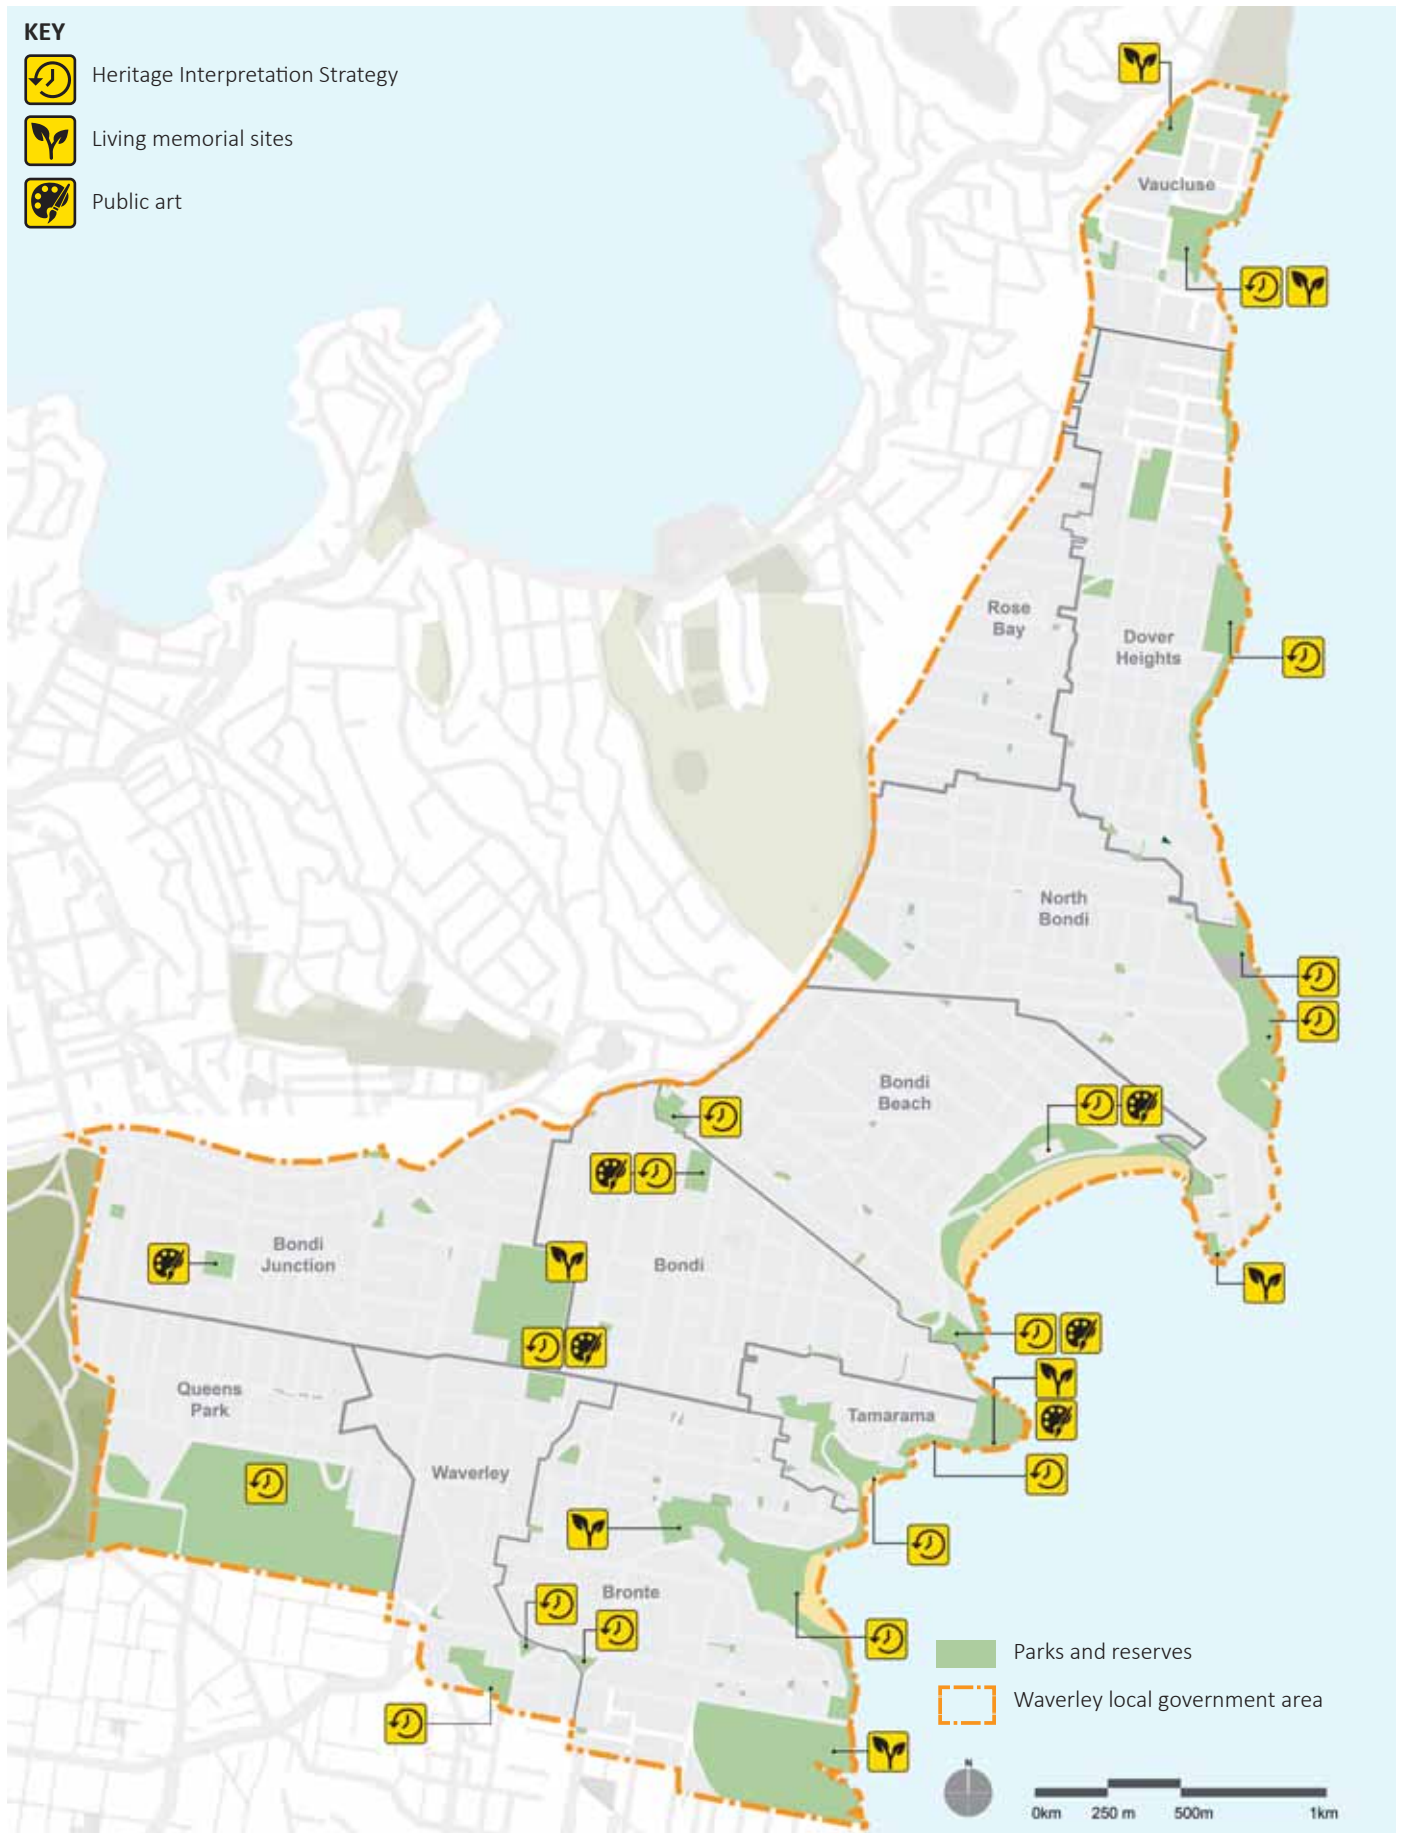 KEY
Heritage Interpretation Strategy
Living memorial sites
Public art
Vaucluse
Rose
Bay
Dover
Heights
North
Bondi
Bondi
Beach
Bondi
Junction
Bondi
Queens
Park
Tamarama
Waverley
Bronte
Parks and reserves
Waverley local government area
N
0km 250 m 500m 1km